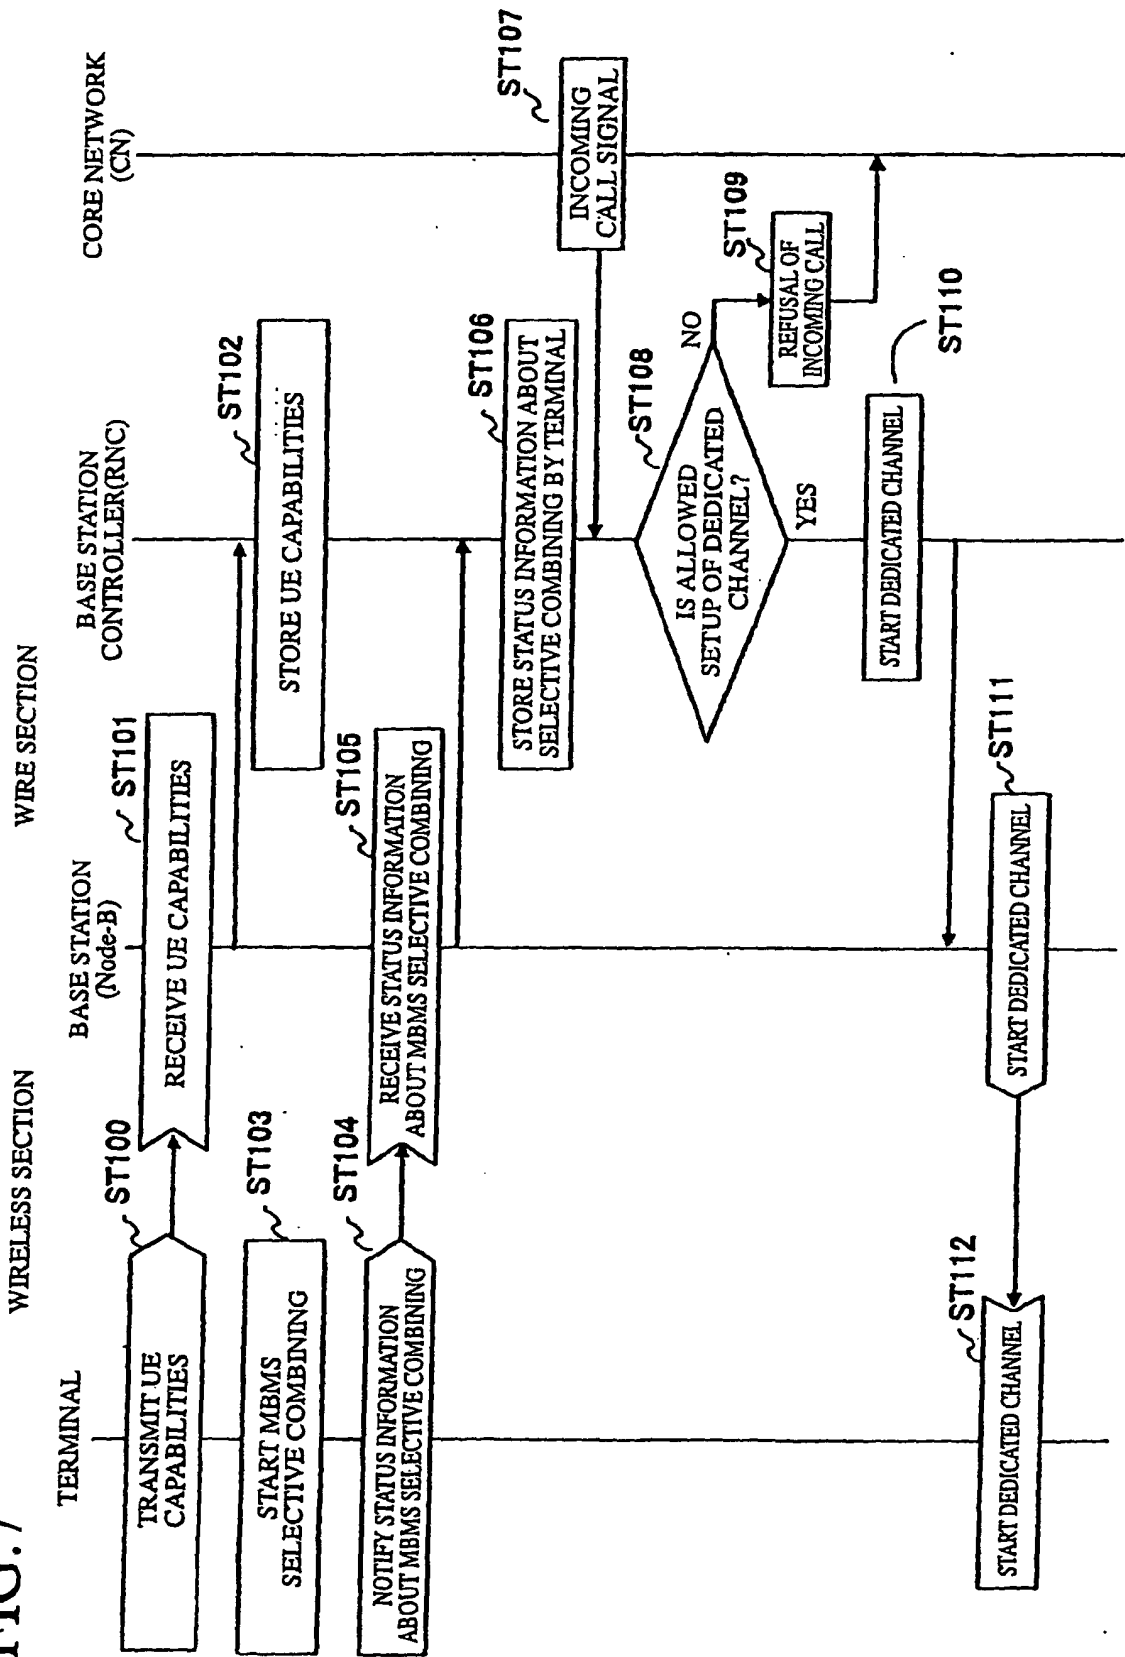 FIG. 7
WIRELESS SECTION
WIRE SECTION
TERMINAL
BASE STATION
(Node-B)
BASE STATION
CONTROLLER(RNC)
CORE NETWORK
(CN)
TRANSMIT UE
CAPABILITIES
ST100
RECEIVE UE CAPABILITIES
ST101
STORE UE CAPABILITIES
ST102
START MBMS
SELECTIVE COMBINING
ST103
NOTIFY STATUS INFORMATION
ABOUT MBMS SELECTIVE COMBINING
ST104
RECEIVE STATUS INFORMATION
ABOUT MBMS SELECTIVE COMBINING
ST105
STORE STATUS INFORMATION ABOUT
SELECTIVE COMBINING BY TERMINAL
ST106
INCOMING
CALL SIGNAL
ST107
IS ALLOWED
SETUP OF DEDICATED
CHANNEL?
ST108
NO
YES
REFUSAL OF
INCOMING CALL
ST109
START DEDICATED CHANNEL
ST110
START DEDICATED CHANNEL
ST111
START DEDICATED CHANNEL
ST112